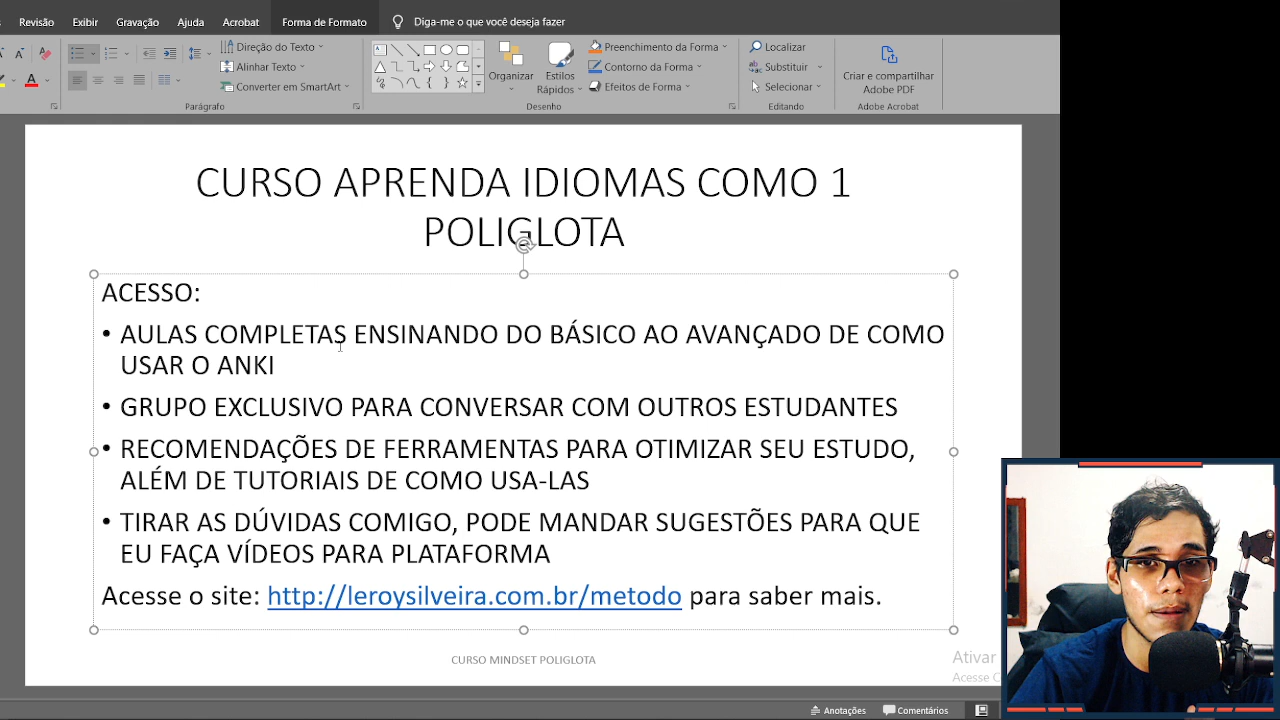 Revisão Exibir Gravação Ajuda Acrobat Forma de Formato Diga-me o que você deseja fazer
Direção do Texto
Alinhar Texto
Converter em SmartArt
Parágrafo
Organizar
Estilos
Rápidos
Preenchimento da Forma
Contorno da Forma
Efeitos de Forma
Desenho
Localizar
Substituir
Selecionar
Editando
Criar e compartilhar
Adobe PDF
Adobe Acrobat
CURSO APRENDA IDIOMAS COMO 1
POLIGLOTA
ACESSO:
• AULAS COMPLETAS ENSINANDO DO BÁSICO AO AVANÇADO DE COMO
USAR O ANKI
• GRUPO EXCLUSIVO PARA CONVERSAR COM OUTROS ESTUDANTES
• RECOMENDAÇÕES DE FERRAMENTAS PARA OTIMIZAR SEU ESTUDO,
ALÉM DE TUTORIAIS DE COMO USA-LAS
• TIRAR AS DÚVIDAS COMIGO, PODE MANDAR SUGESTÕES PARA QUE
EU FAÇA VÍDEOS PARA PLATAFORMA
Acesse o site: http://leroysilveira.com.br/metodo para saber mais.
CURSO MINDSET POLIGLOTA
Ativar
Acesse
Anotações Comentários